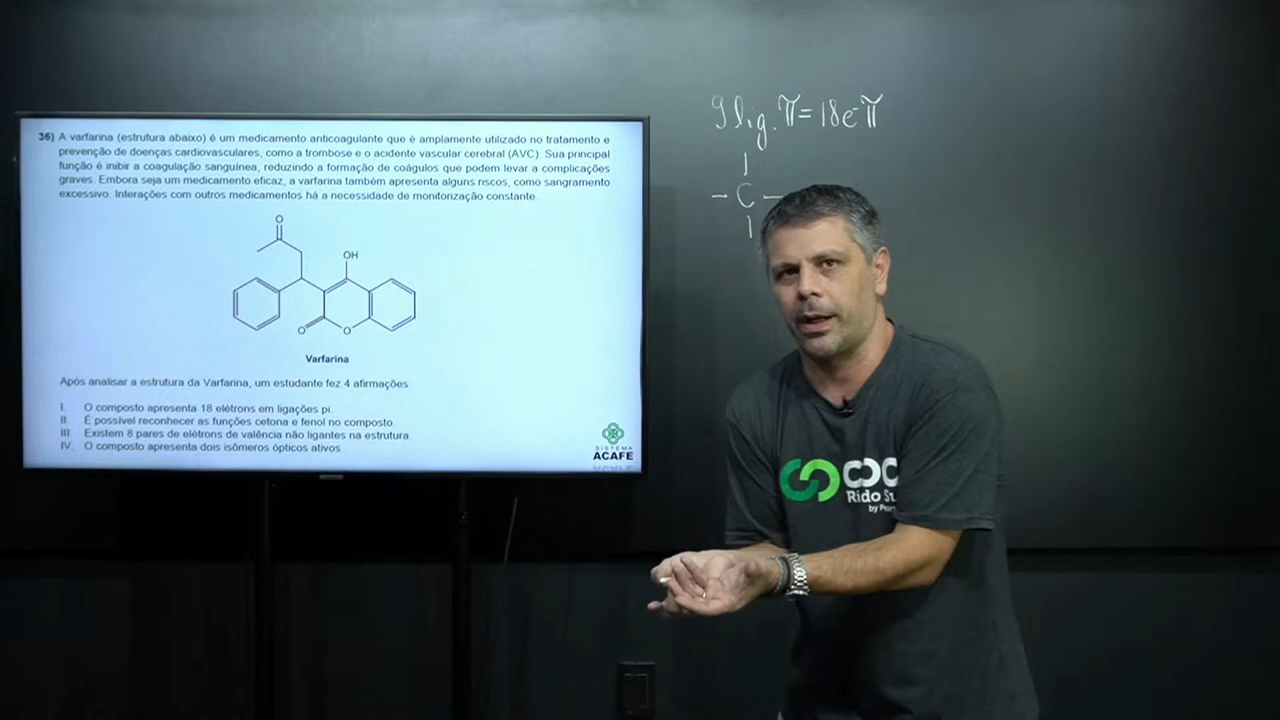 36) A varfarina (estrutura abaixo) é um medicamento anticoagulante que é amplamente utilizado no tratamento e
prevenção de doenças cardiovasculares, como a trombose e o acidente vascular cerebral (AVC). Sua principal
função é inibir a coagulação sanguínea, reduzindo a formação de coágulos que podem levar a complicações
graves. Embora seja um medicamento eficaz, a varfarina também apresenta alguns riscos, como sangramento
excessivo. Interações com outros medicamentos há a necessidade de monitorização constante.
O
OH
O
O
Varfarina
Após analisar a estrutura da Varfarina, um estudante fez 4 afirmações.
I. O composto apresenta 18 elétrons em ligações pi.
II. É possível reconhecer as funções cetona e fenol no composto.
III. Existem 8 pares de elétrons de valência não ligantes na estrutura.
IV. O composto apresenta dois isômeros ópticos ativos.
SISTEMA
ACAFE
9 lig. π = 18 e⁻ π
C
COC
Rido Su
by Pears